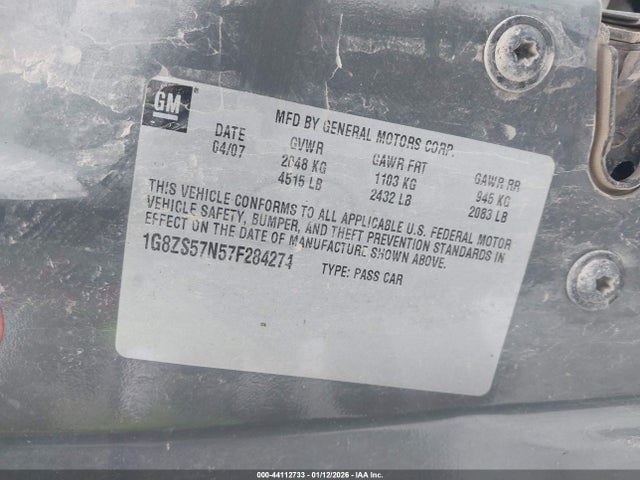 GM
MFD BY GENERAL MOTORS CORP.
DATE GVWR GAWR FRT GAWR RR
04/07 2048 KG 1103 KG 945 KG
4515 LB 2432 LB 2083 LB
THIS VEHICLE CONFORMS TO ALL APPLICABLE U.S. FEDERAL MOTOR
VEHICLE SAFETY, BUMPER, AND THEFT PREVENTION STANDARDS IN
EFFECT ON THE DATE OF MANUFACTURE SHOWN ABOVE.
1G8ZS57N57F284274 TYPE: PASS CAR
000-44112733 - 01/12/2026 - IAA Inc.